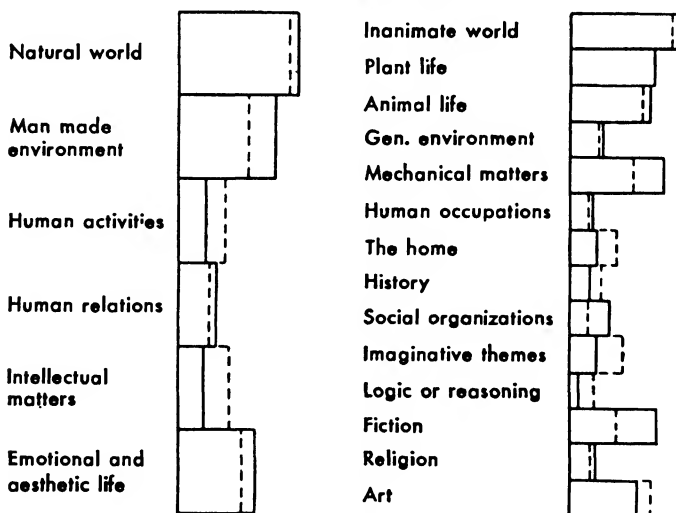 Natural world
Man made
environment
Human activities
Human relations
Intellectual
matters
Emotional and
aesthetic life
Inanimate world
Plant life
Animal life
Gen. environment
Mechanical matters
Human occupations
The home
History
Social organizations
Imaginative themes
Logic or reasoning
Fiction
Religion
Art